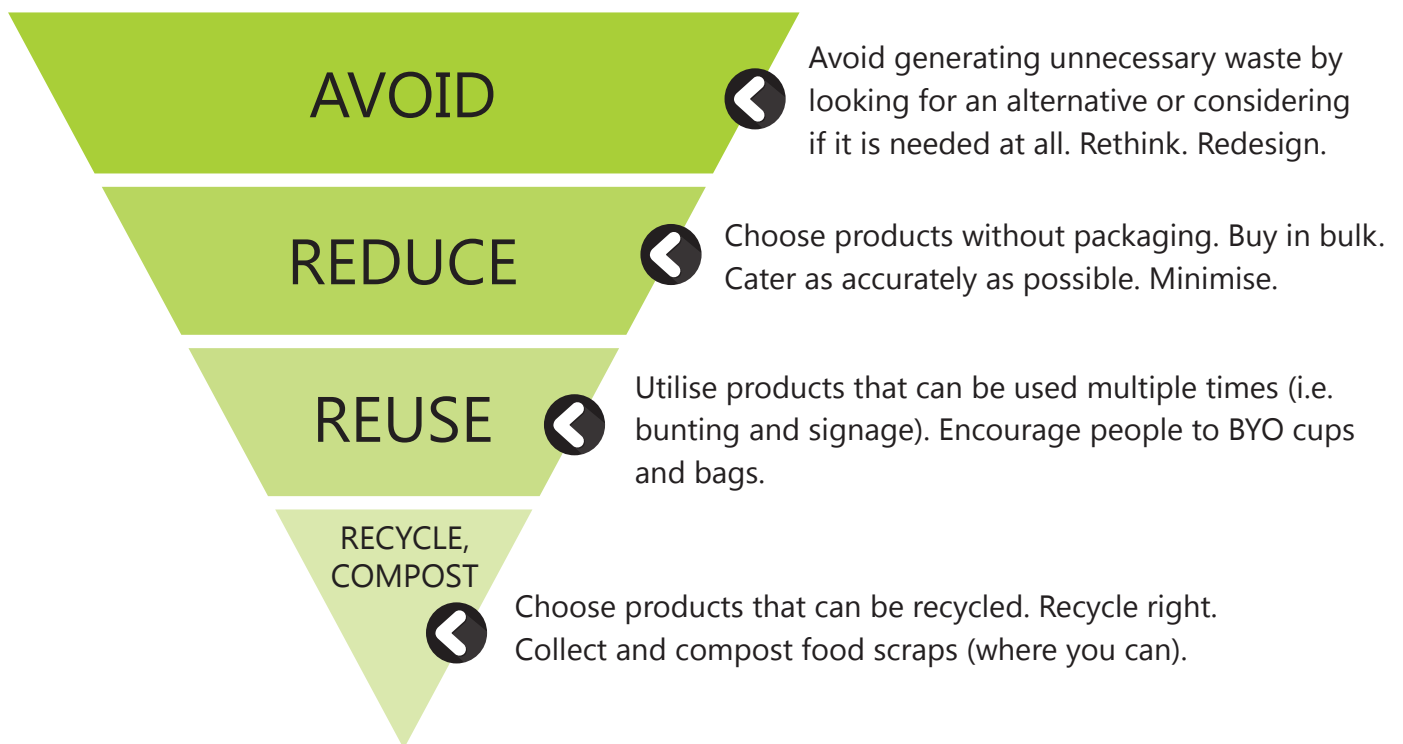 AVOID
Avoid generating unnecessary waste by
looking for an alternative or considering
if it is needed at all. Rethink. Redesign.
REDUCE
Choose products without packaging. Buy in bulk.
Cater as accurately as possible. Minimise.
REUSE
Utilise products that can be used multiple times (i.e.
bunting and signage). Encourage people to BYO cups
and bags.
RECYCLE,
COMPOST
Choose products that can be recycled. Recycle right.
Collect and compost food scraps (where you can).